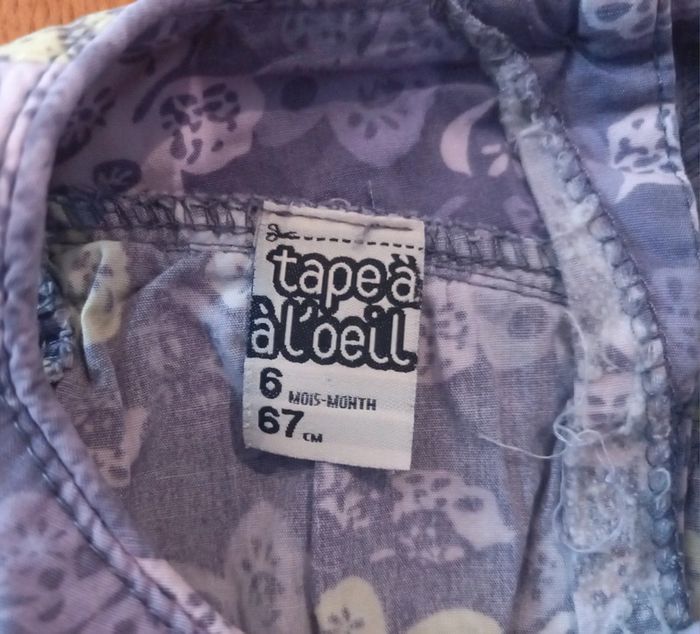 tape à
à l'oeil
6 MOIS-MONTH
67 CM